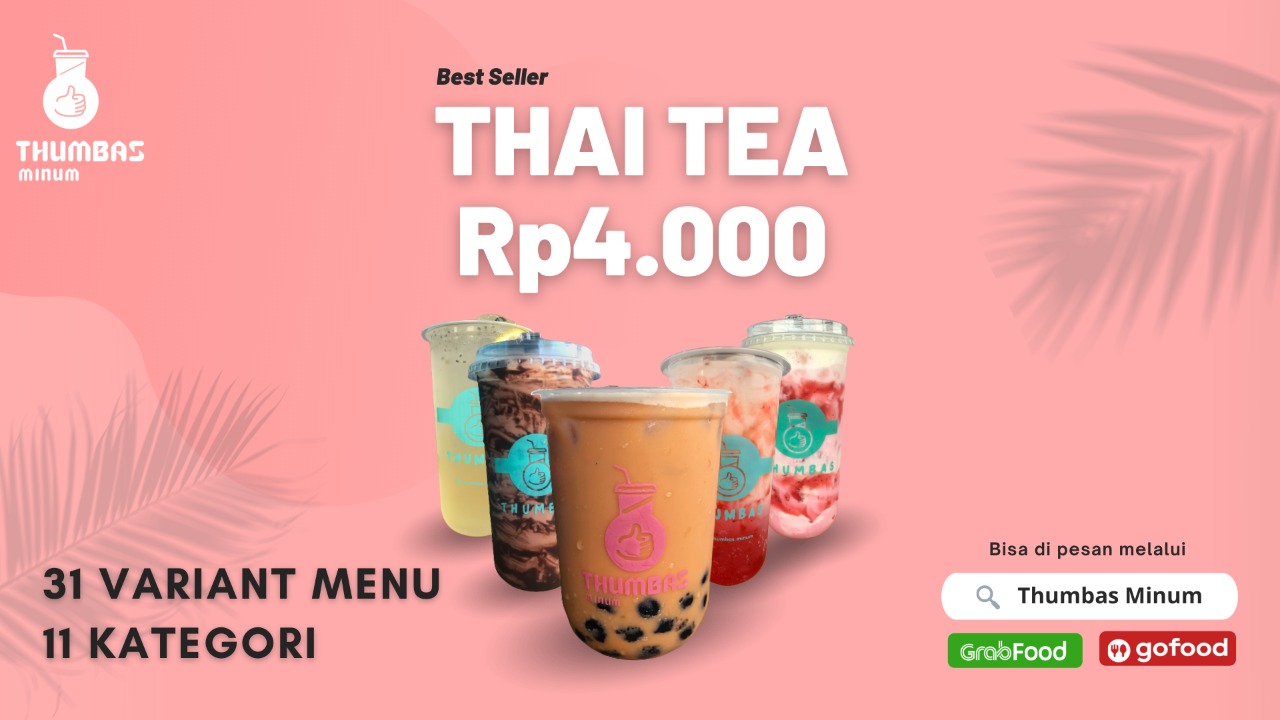 THUMBAS
minum
Best Seller
THAI TEA
Rp4.000
THUMBAS
THUMBAS
minum
THUMBAS
31 VARIANT MENU
11 KATEGORI
Bisa di pesan melalui
Thumbas Minum
GrabFood
gofood